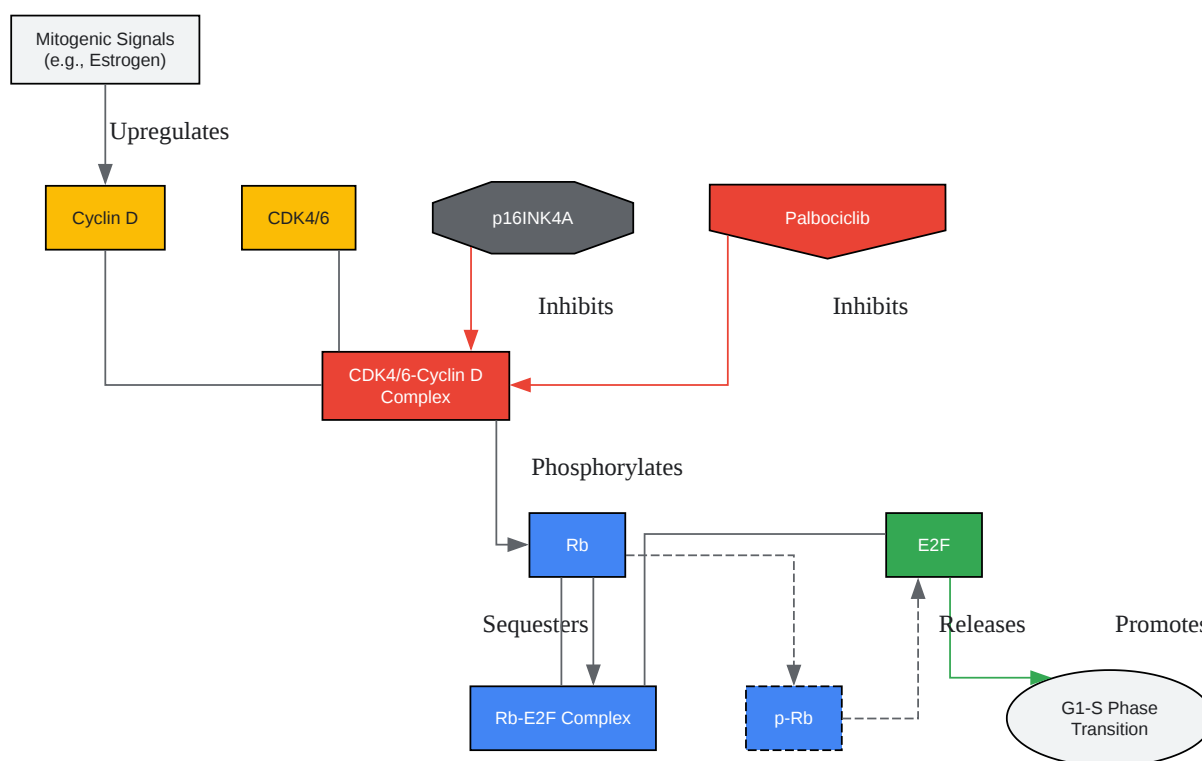 Mitogenic Signals
(e.g., Estrogen)
Upregulates
Cyclin D
CDK4/6
p16INK4A
Palbociclib
Inhibits
Inhibits
CDK4/6-Cyclin D
Complex
Phosphorylates
Rb
E2F
Sequesters
Releases
Promotes
Rb-E2F Complex
p-Rb
G1-S Phase
Transition